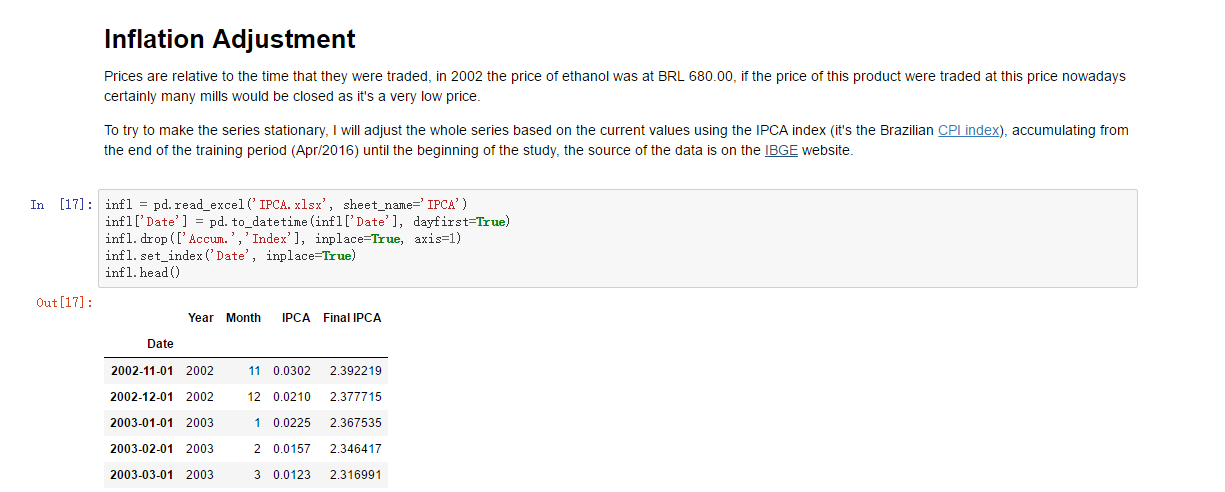 Inflation Adjustment
Prices are relative to the time that they were traded, in 2002 the price of ethanol was at BRL 680.00, if the price of this product were traded at this price nowadays
certainly many mills would be closed as it's a very low price.
To try to make the series stationary, I will adjust the whole series based on the current values using the IPCA index (it's the Brazilian CPI index), accumulating from
the end of the training period (Apr/2016) until the beginning of the study, the source of the data is on the IBGE website.
In [17]: infl = pd.read_excel('IPCA.xlsx', sheet_name='IPCA')
infl['Date'] = pd.to_datetime(infl['Date'], dayfirst=True)
infl.drop(['Accum.','Index'], inplace=True, axis=1)
infl.set_index('Date', inplace=True)
infl.head()
Out[17]:
Year Month IPCA Final IPCA
Date
2002-11-01 2002 11 0.0302 2.392219
2002-12-01 2002 12 0.0210 2.377715
2003-01-01 2003 1 0.0225 2.367535
2003-02-01 2003 2 0.0157 2.346417
2003-03-01 2003 3 0.0123 2.316991